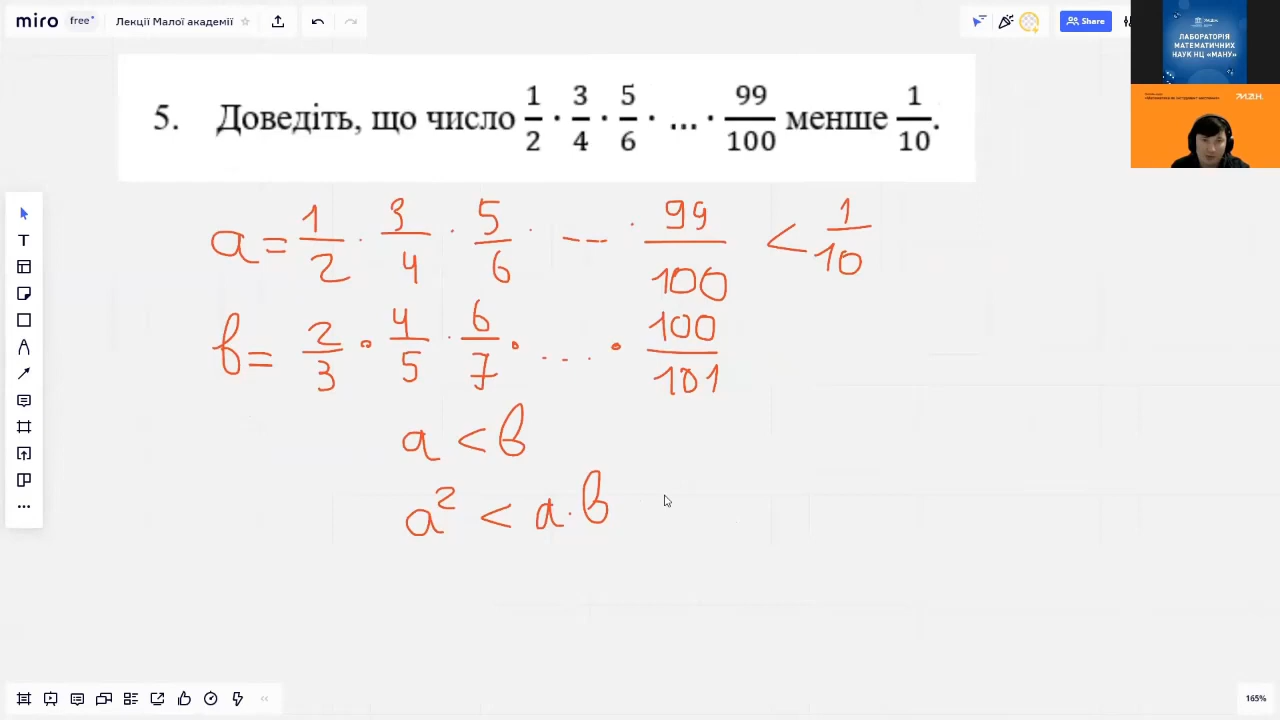 miro free Лекції Малої академії
Share
ЛАБОРАТОРІЯ
МАТЕМАТИЧНИХ
НАУК НЦ «МАНУ»
5. Доведіть, що число 1/2 · 3/4 · 5/6 · ... · 99/100 менше 1/10.
a = 1/2 · 3/4 · 5/6 · --- · 99/100 < 1/10
b = 2/3 · 4/5 · 6/7 · ... · 100/101
a < b
a² < a · b
165%